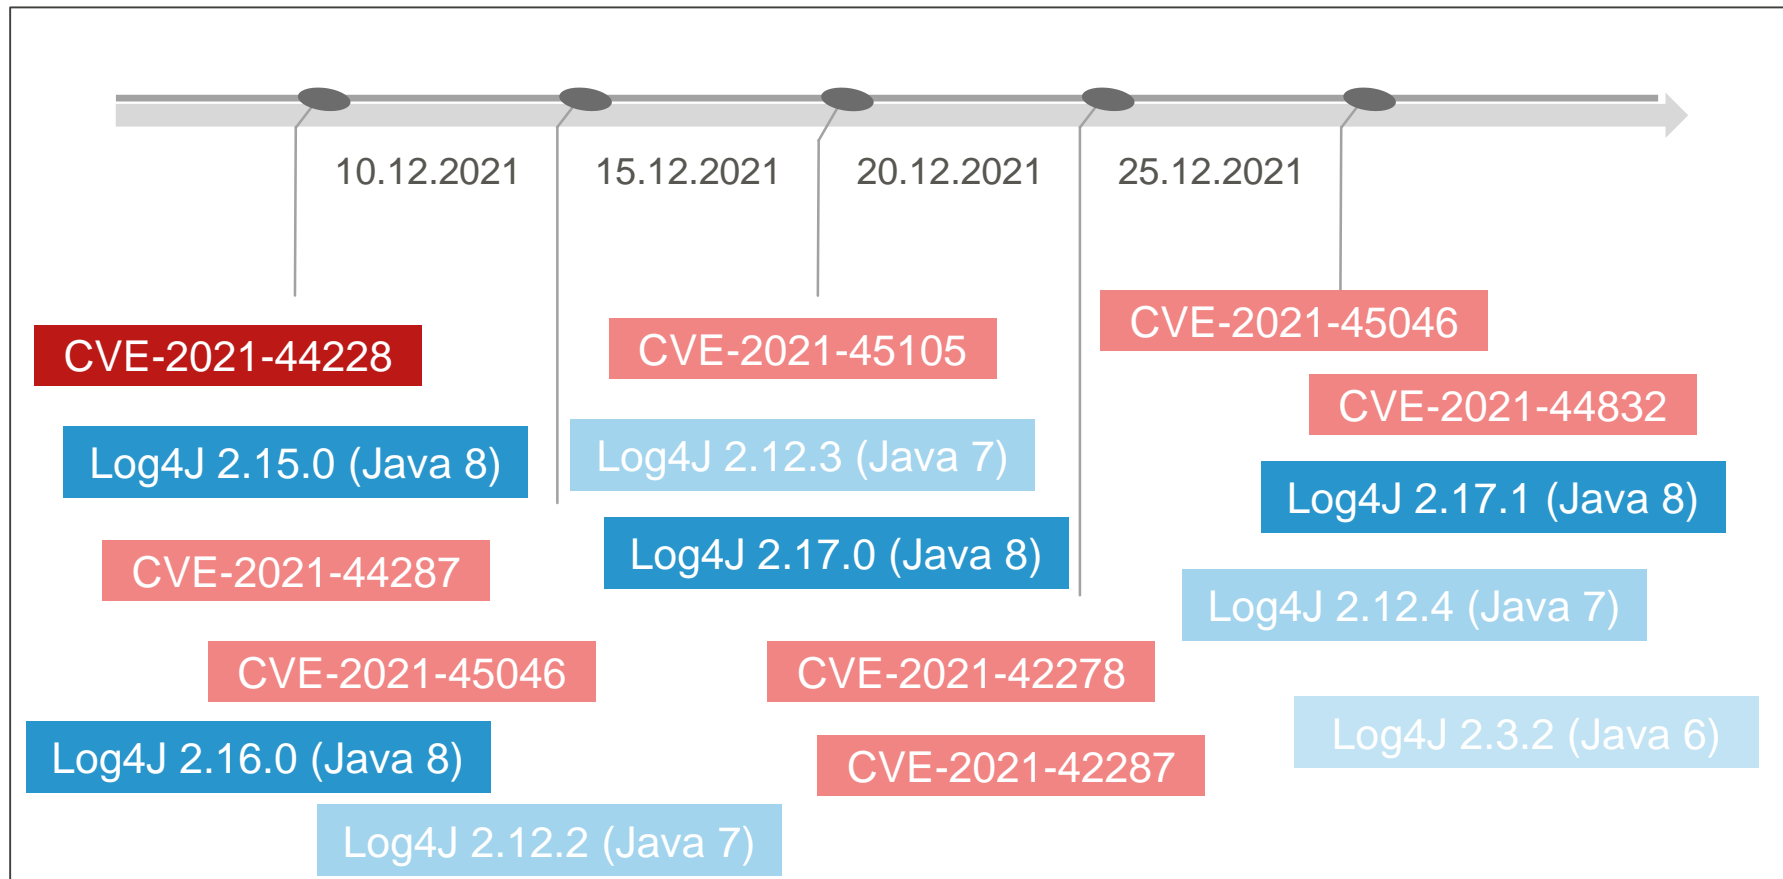 10.12.2021
15.12.2021
20.12.2021
25.12.2021
CVE-2021-44228
Log4J 2.15.0 (Java 8)
CVE-2021-44287
CVE-2021-45046
Log4J 2.16.0 (Java 8)
Log4J 2.12.2 (Java 7)
CVE-2021-45105
Log4J 2.12.3 (Java 7)
Log4J 2.17.0 (Java 8)
CVE-2021-42278
CVE-2021-42287
CVE-2021-45046
CVE-2021-44832
Log4J 2.17.1 (Java 8)
Log4J 2.12.4 (Java 7)
Log4J 2.3.2 (Java 6)